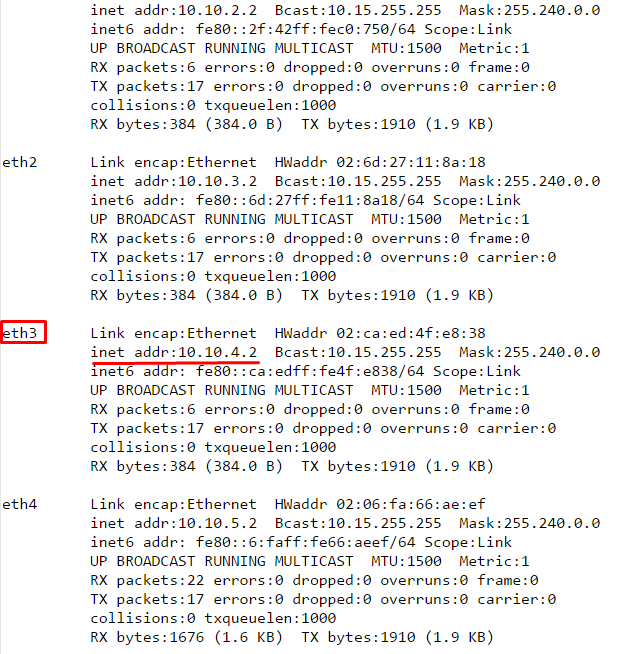 inet addr:10.10.2.2  Bcast:10.15.255.255  Mask:255.240.0.0
inet6 addr: fe80::2f:42ff:fec0:750/64 Scope:Link
UP BROADCAST RUNNING MULTICAST  MTU:1500  Metric:1
RX packets:6 errors:0 dropped:0 overruns:0 frame:0
TX packets:17 errors:0 dropped:0 overruns:0 carrier:0
collisions:0 txqueuelen:1000
RX bytes:384 (384.0 B)  TX bytes:1910 (1.9 KB)
eth2      Link encap:Ethernet  HWaddr 02:6d:27:11:8a:18
inet addr:10.10.3.2  Bcast:10.15.255.255  Mask:255.240.0.0
inet6 addr: fe80::6d:27ff:fe11:8a18/64 Scope:Link
UP BROADCAST RUNNING MULTICAST  MTU:1500  Metric:1
RX packets:6 errors:0 dropped:0 overruns:0 frame:0
TX packets:17 errors:0 dropped:0 overruns:0 carrier:0
collisions:0 txqueuelen:1000
RX bytes:384 (384.0 B)  TX bytes:1910 (1.9 KB)
eth3      Link encap:Ethernet  HWaddr 02:ca:ed:4f:e8:38
inet addr:10.10.4.2  Bcast:10.15.255.255  Mask:255.240.0.0
inet6 addr: fe80::ca:edff:fe4f:e838/64 Scope:Link
UP BROADCAST RUNNING MULTICAST  MTU:1500  Metric:1
RX packets:6 errors:0 dropped:0 overruns:0 frame:0
TX packets:17 errors:0 dropped:0 overruns:0 carrier:0
collisions:0 txqueuelen:1000
RX bytes:384 (384.0 B)  TX bytes:1910 (1.9 KB)
eth4      Link encap:Ethernet  HWaddr 02:06:fa:66:ae:ef
inet addr:10.10.5.2  Bcast:10.15.255.255  Mask:255.240.0.0
inet6 addr: fe80::6:faff:fe66:aeef/64 Scope:Link
UP BROADCAST RUNNING MULTICAST  MTU:1500  Metric:1
RX packets:22 errors:0 dropped:0 overruns:0 frame:0
TX packets:17 errors:0 dropped:0 overruns:0 carrier:0
collisions:0 txqueuelen:1000
RX bytes:1676 (1.6 KB)  TX bytes:1910 (1.9 KB)